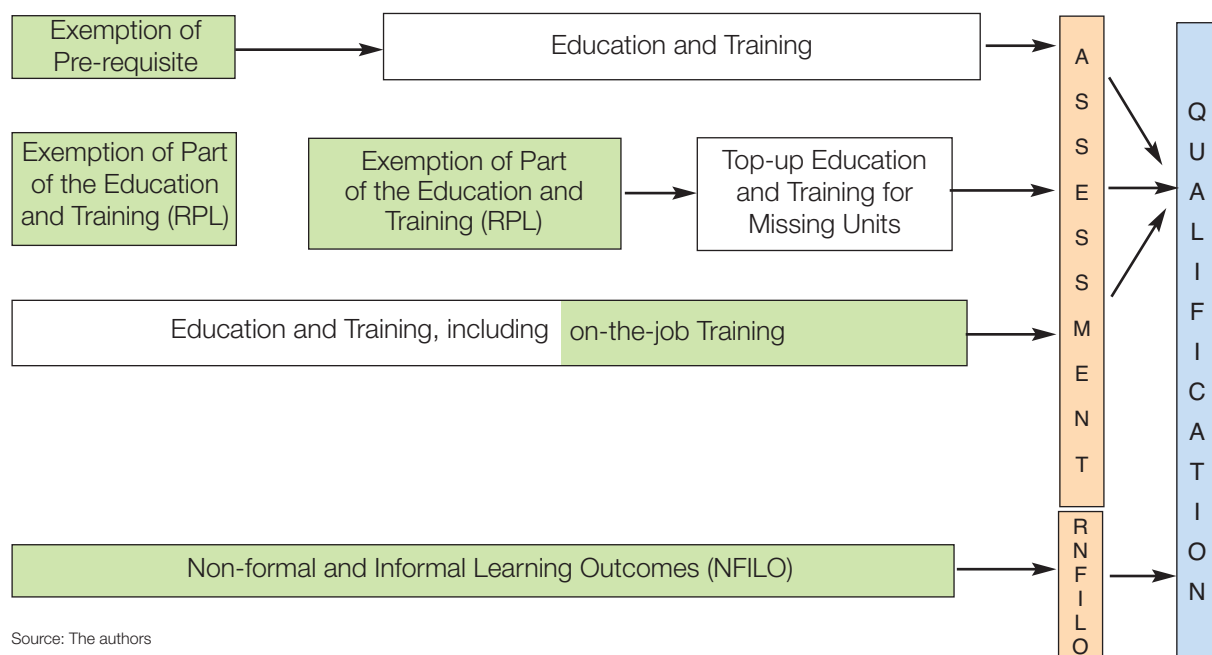 Exemption of
Pre-requisite
Education and Training
Exemption of Part
of the Education
and Training (RPL)
Exemption of Part
of the Education and
Training (RPL)
Top-up Education
and Training for
Missing Units
Education and Training, including on-the-job Training
Non-formal and Informal Learning Outcomes (NFILO)
A
S
S
E
S
S
M
E
N
T
R
N
F
I
L
O
Q
U
A
L
I
F
I
C
A
T
I
O
N
Source: The authors